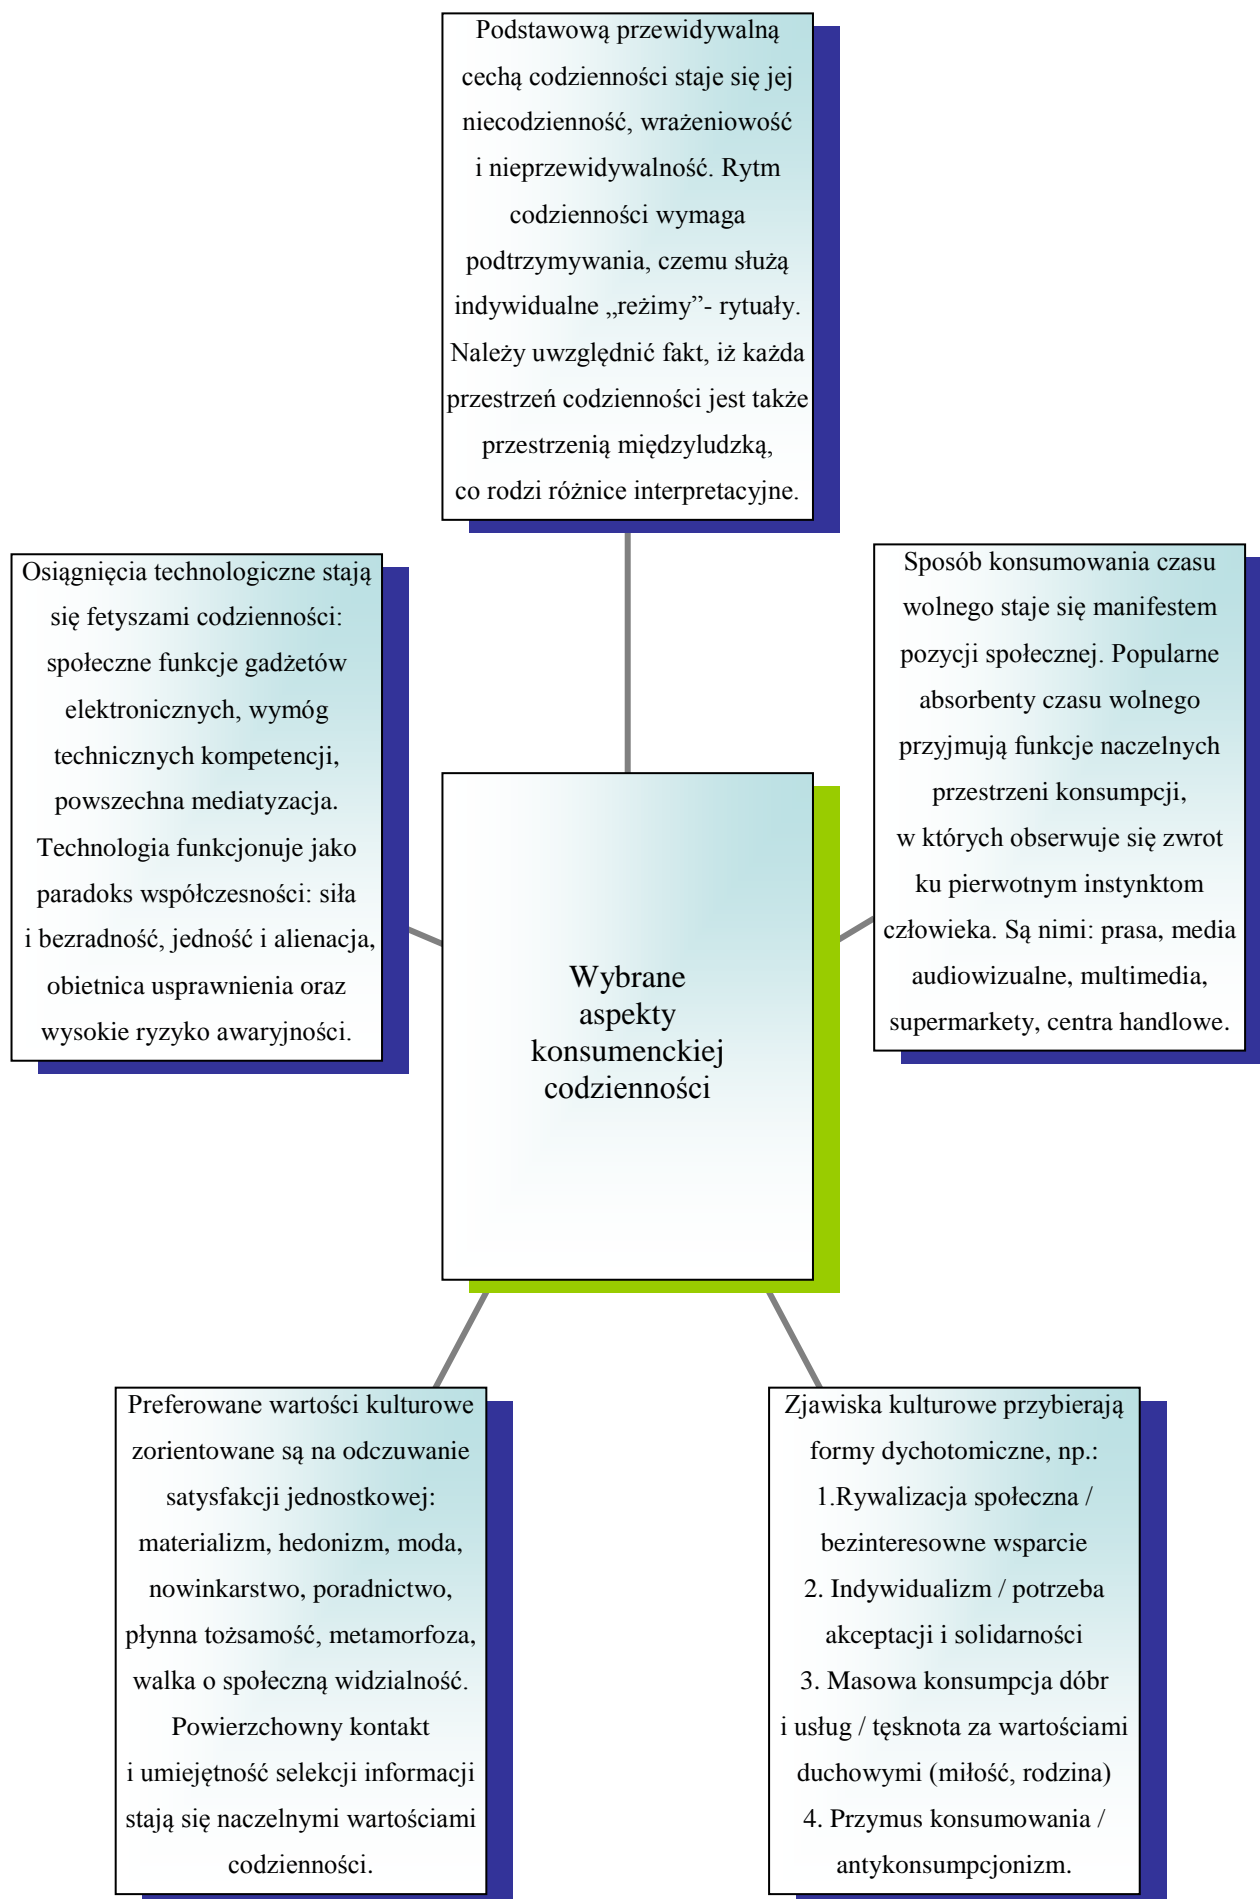 Podstawową przewidywalną
cechą codzienności staje się jej
niecodzienność, wrażeniowość
i nieprzewidywalność. Rytm
codzienności wymaga
podtrzymywania, czemu służą
indywidualne „reżimy”- rytuały.
Należy uwzględnić fakt, iż każda
przestrzeń codzienności jest także
przestrzenią międzyludzką,
co rodzi różnice interpretacyjne.
Osiągnięcia technologiczne stają
się fetyszami codzienności:
społeczne funkcje gadżetów
elektronicznych, wymóg
technicznych kompetencji,
powszechna mediatyzacja.
Technologia funkcjonuje jako
paradoks współczesności: siła
i bezradność, jedność i alienacja,
obietnica usprawnienia oraz
wysokie ryzyko awaryjności.
Sposób konsumowania czasu
wolnego staje się manifestem
pozycji społecznej. Popularne
absorbenty czasu wolnego
przyjmują funkcje naczelnych
przestrzeni konsumpcji,
w których obserwuje się zwrot
ku pierwotnym instynktom
człowieka. Są nimi: prasa, media
audiowizualne, multimedia,
supermarkety, centra handlowe.
Wybrane
aspekty
konsumenckiej
codzienności
Preferowane wartości kulturowe
zorientowane są na odczuwanie
satysfakcji jednostkowej:
materializm, hedonizm, moda,
nowinkarstwo, poradnictwo,
płynna tożsamość, metamorfoza,
walka o społeczną widzialność.
Powierzchowny kontakt
i umiejętność selekcji informacji
stają się naczelnymi wartościami
codzienności.
Zjawiska kulturowe przybierają
formy dychotomiczne, np.:
1.Rywalizacja społeczna /
bezinteresowne wsparcie
2. Indywidualizm / potrzeba
akceptacji i solidarności
3. Masowa konsumpcja dóbr
i usług / tęsknota za wartościami
duchowymi (miłość, rodzina)
4. Przymus konsumowania /
antykonsumpcjonizm.